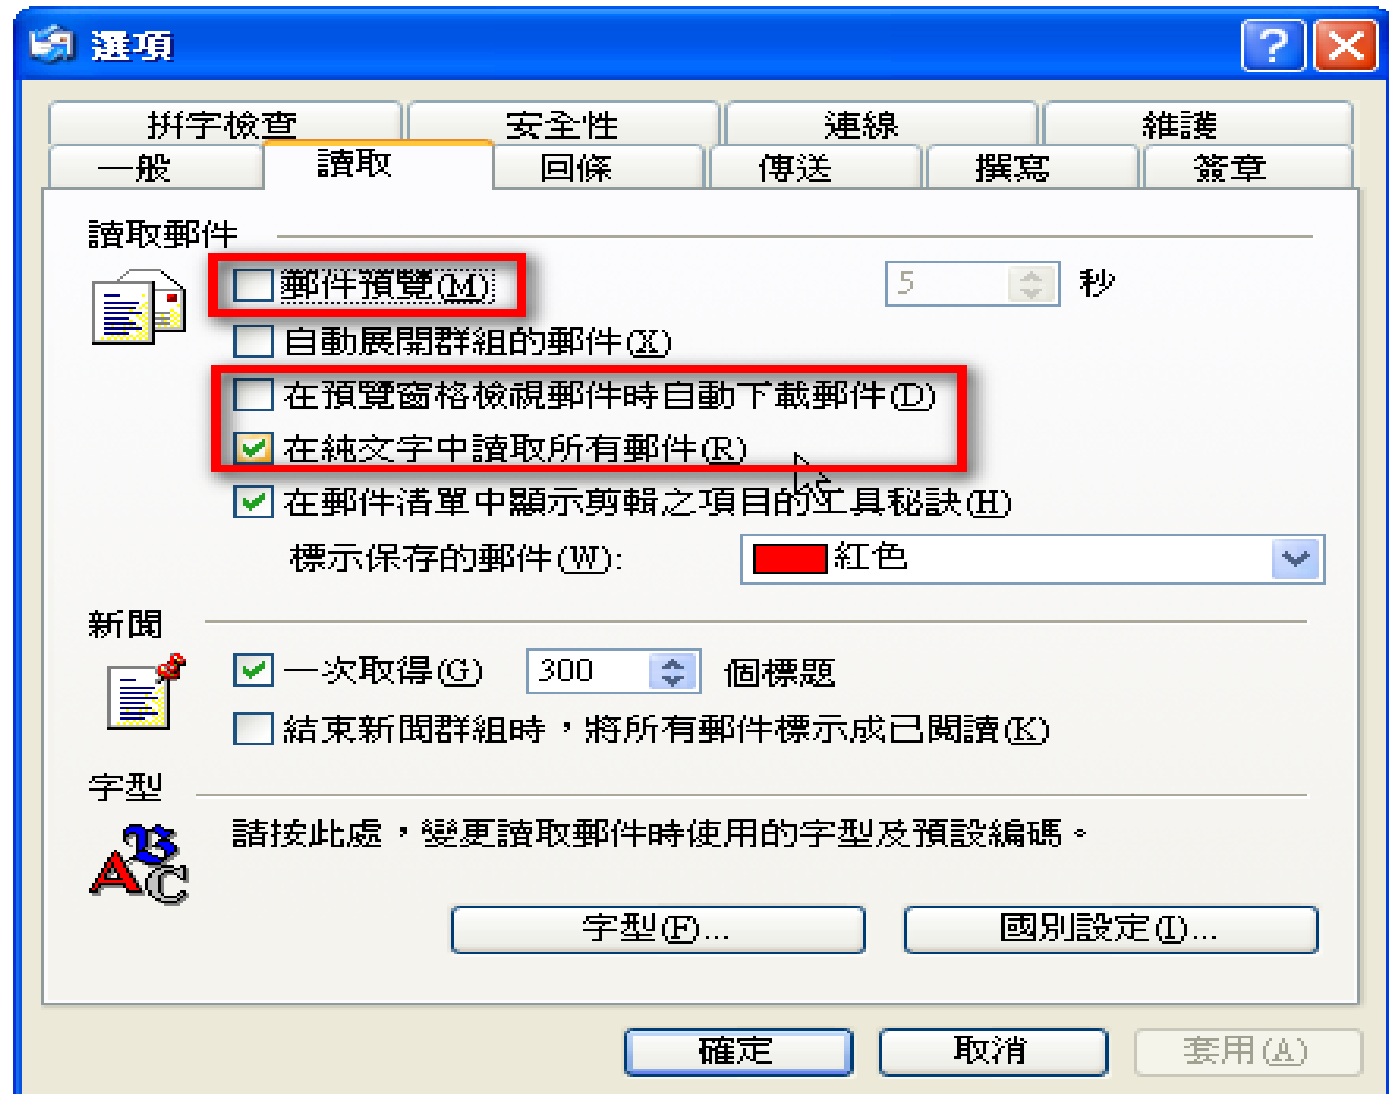 選項
拼字檢查 安全性 連線 維護
一般 讀取 回條 傳送 撰寫 簽章
讀取郵件
郵件預覽(M) 5 秒
自動展開群組的郵件(X)
在預覽窗格檢視郵件時自動下載郵件(D)
在純文字中讀取所有郵件(R)
在郵件清單中顯示剪輯之項目的工具秘訣(H)
標示保存的郵件(W): 紅色
新聞
一次取得(G) 300 個標題
結束新聞群組時，將所有郵件標示成已閱讀(K)
字型
請按此處，變更讀取郵件時使用的字型及預設編碼。
字型(F)... 國別設定(I)...
確定 取消 套用(A)